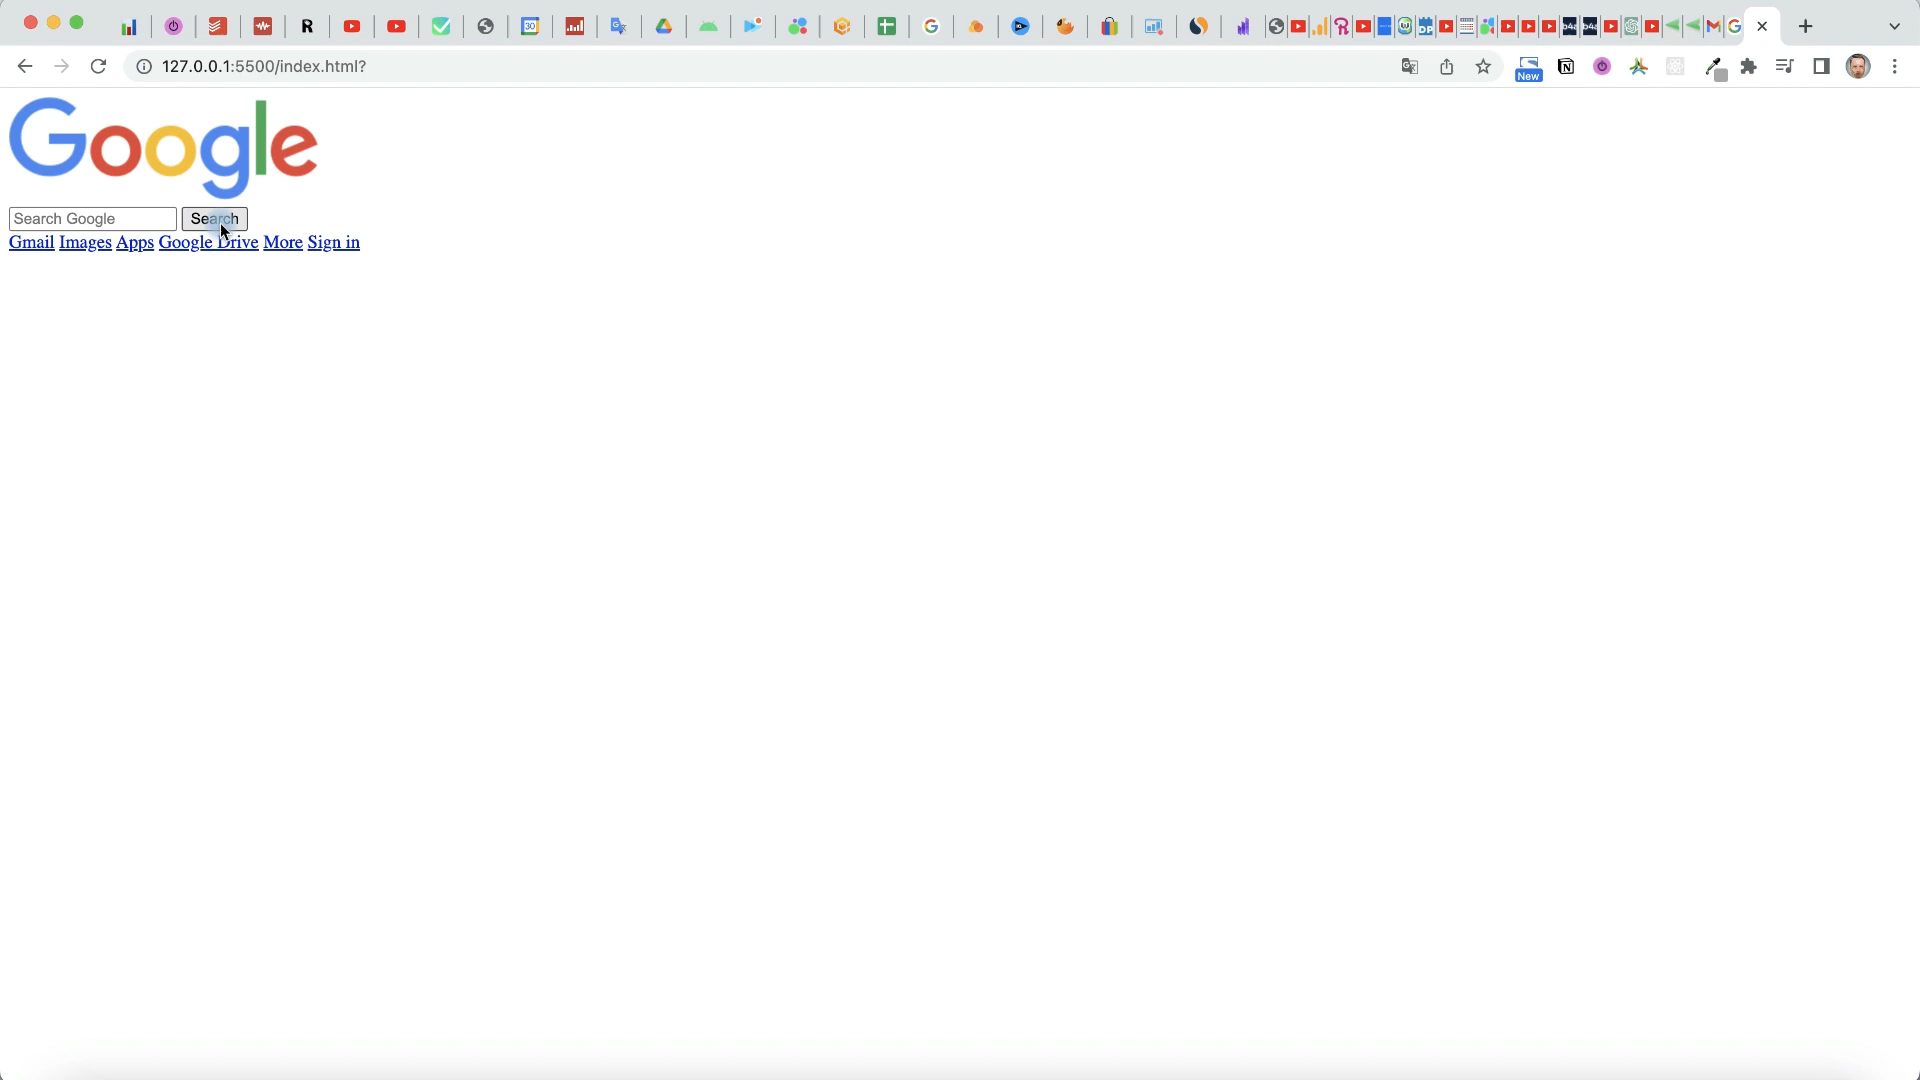 127.0.0.1:5500/index.html?
New
Google
Search Google Search
Gmail Images Apps Google Drive More Sign in